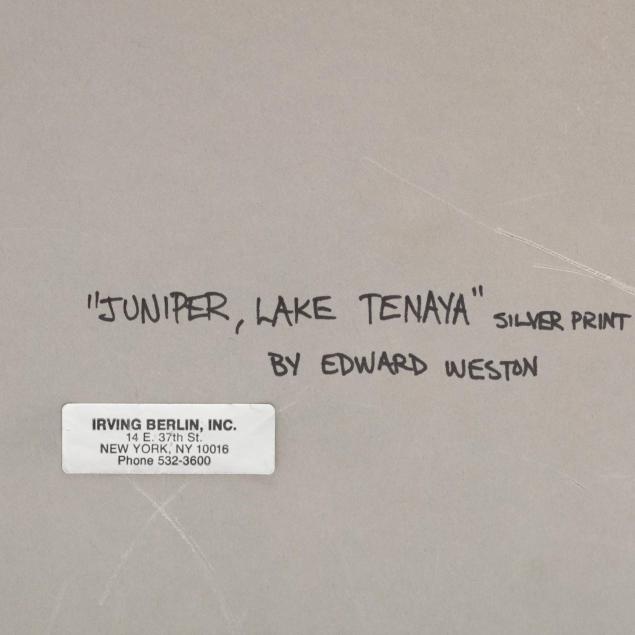 "JUNIPER, LAKE TENAYA" SILVER PRINT
BY EDWARD WESTON
IRVING BERLIN, INC.
14 E. 37th St.
NEW YORK, NY 10016
Phone 532-3600